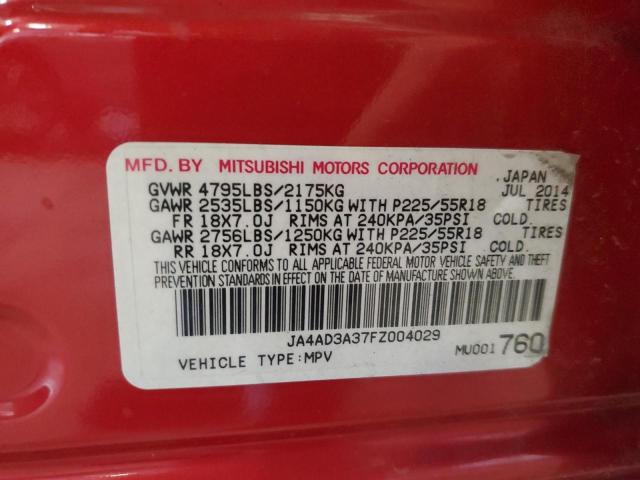 MFD. BY MITSUBISHI MOTORS CORPORATION, JAPAN
GVWR 4795LBS/2175KG JUL 2014
GAWR 2535LBS/1150KG WITH P225/55R18 TIRES
FR 18X7.0J RIMS AT 240KPA/35PSI COLD.
GAWR 2756LBS/1250KG WITH P225/55R18 TIRES
RR 18X7.0J RIMS AT 240KPA/35PSI COLD.
THIS VEHICLE CONFORMS TO ALL APPLICABLE FEDERAL MOTOR VEHICLE SAFETY AND THEFT
PREVENTION STANDARDS IN EFFECT ON THE DATE OF MANUFACTURE SHOWN ABOVE.
JA4AD3A37FZ004029
VEHICLE TYPE:MPV MU001 760